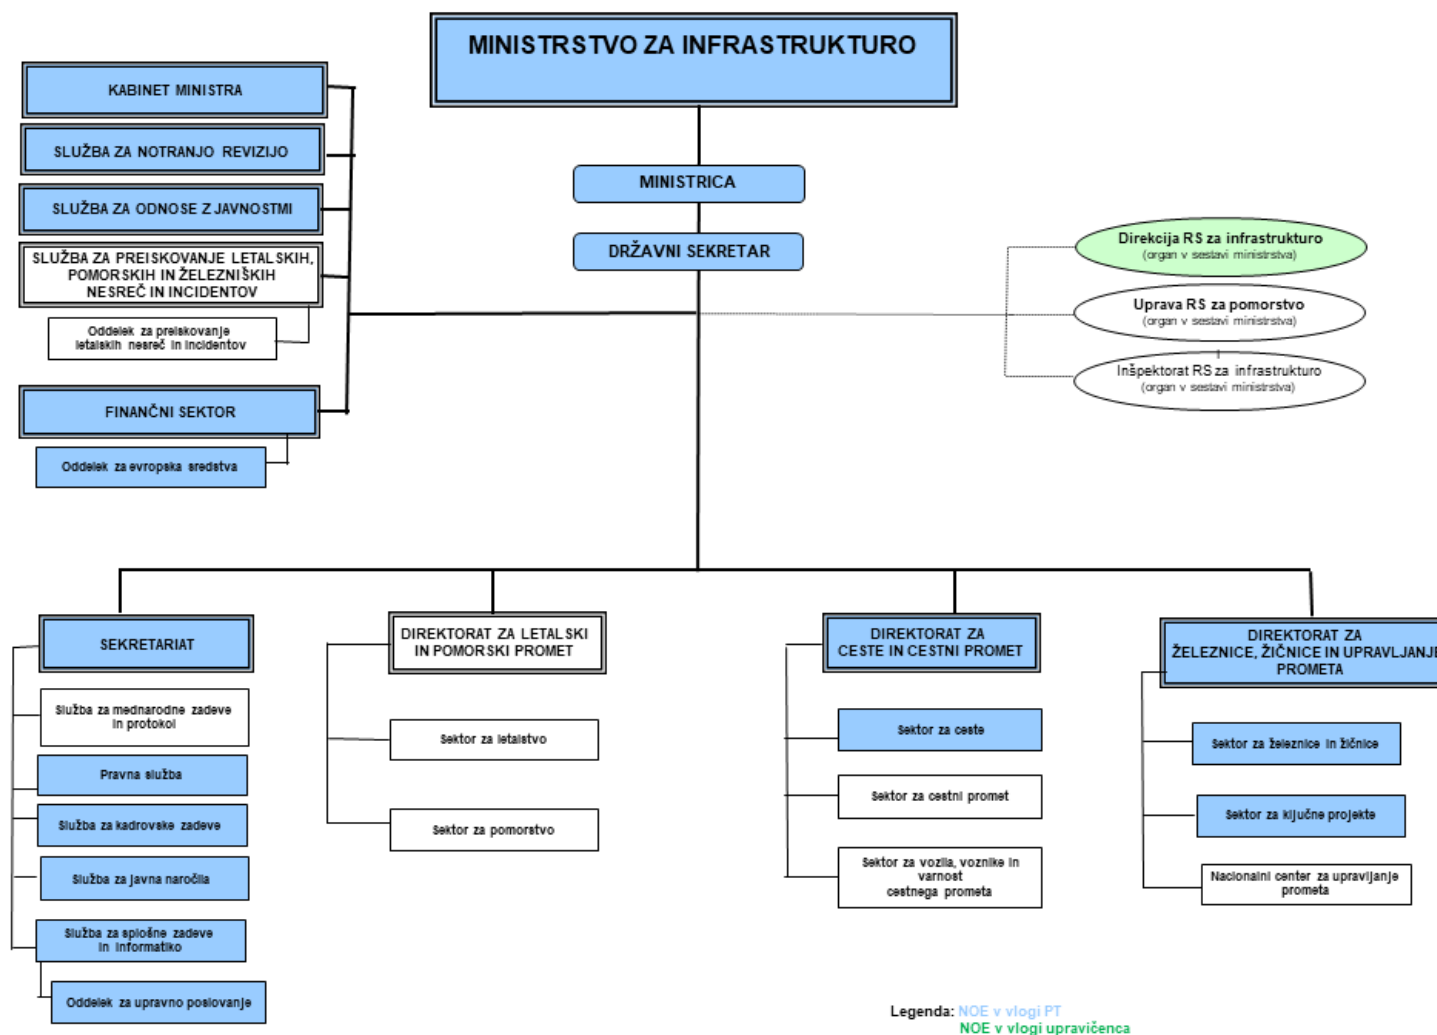 MINISTRSTVO ZA INFRASTRUKTURO
KABINET MINISTRA
SLUŽBA ZA NOTRANJO REVIZIJO
SLUŽBA ZA ODNOSE Z JAVNOSTMI
SLUŽBA ZA PREISKOVANJE LETALSKIH,
POMORSKIH IN ŽELEZNIŠKIH
NESREČ IN INCIDENTOV
Oddelek za preiskovanje
letalskih nesreč in incidentov
FINANČNI SEKTOR
Oddelek za evropska sredstva
MINISTRICA
DRŽAVNI SEKRETAR
Direkcija RS za infrastrukturo
(organ v sestavi ministrstva)
Uprava RS za pomorstvo
(organ v sestavi ministrstva)
Inšpektorat RS za infrastrukturo
(organ v sestavi ministrstva)
SEKRETARIAT
Služba za mednarodne zadeve
in protokol
Pravna služba
Služba za kadrovske zadeve
Služba za javna naročila
Služba za splošne zadeve
in informatiko
Oddelek za upravno poslovanje
DIREKTORAT ZA LETALSKI
IN POMORSKI PROMET
Sektor za letalstvo
Sektor za pomorstvo
DIREKTORAT ZA
CESTE IN CESTNI PROMET
Sektor za ceste
Sektor za cestni promet
Sektor za vozila, voznike in
varnost
cestnega prometa
DIREKTORAT ZA
ŽELEZNICE, ŽIČNICE IN UPRAVLJANJE
PROMETA
Sektor za železnice in žičnice
Sektor za ključne projekte
Nacionalni center za upravljanje
prometa
Legenda: NOE v vlogi PT
NOE v vlogi upravičenca